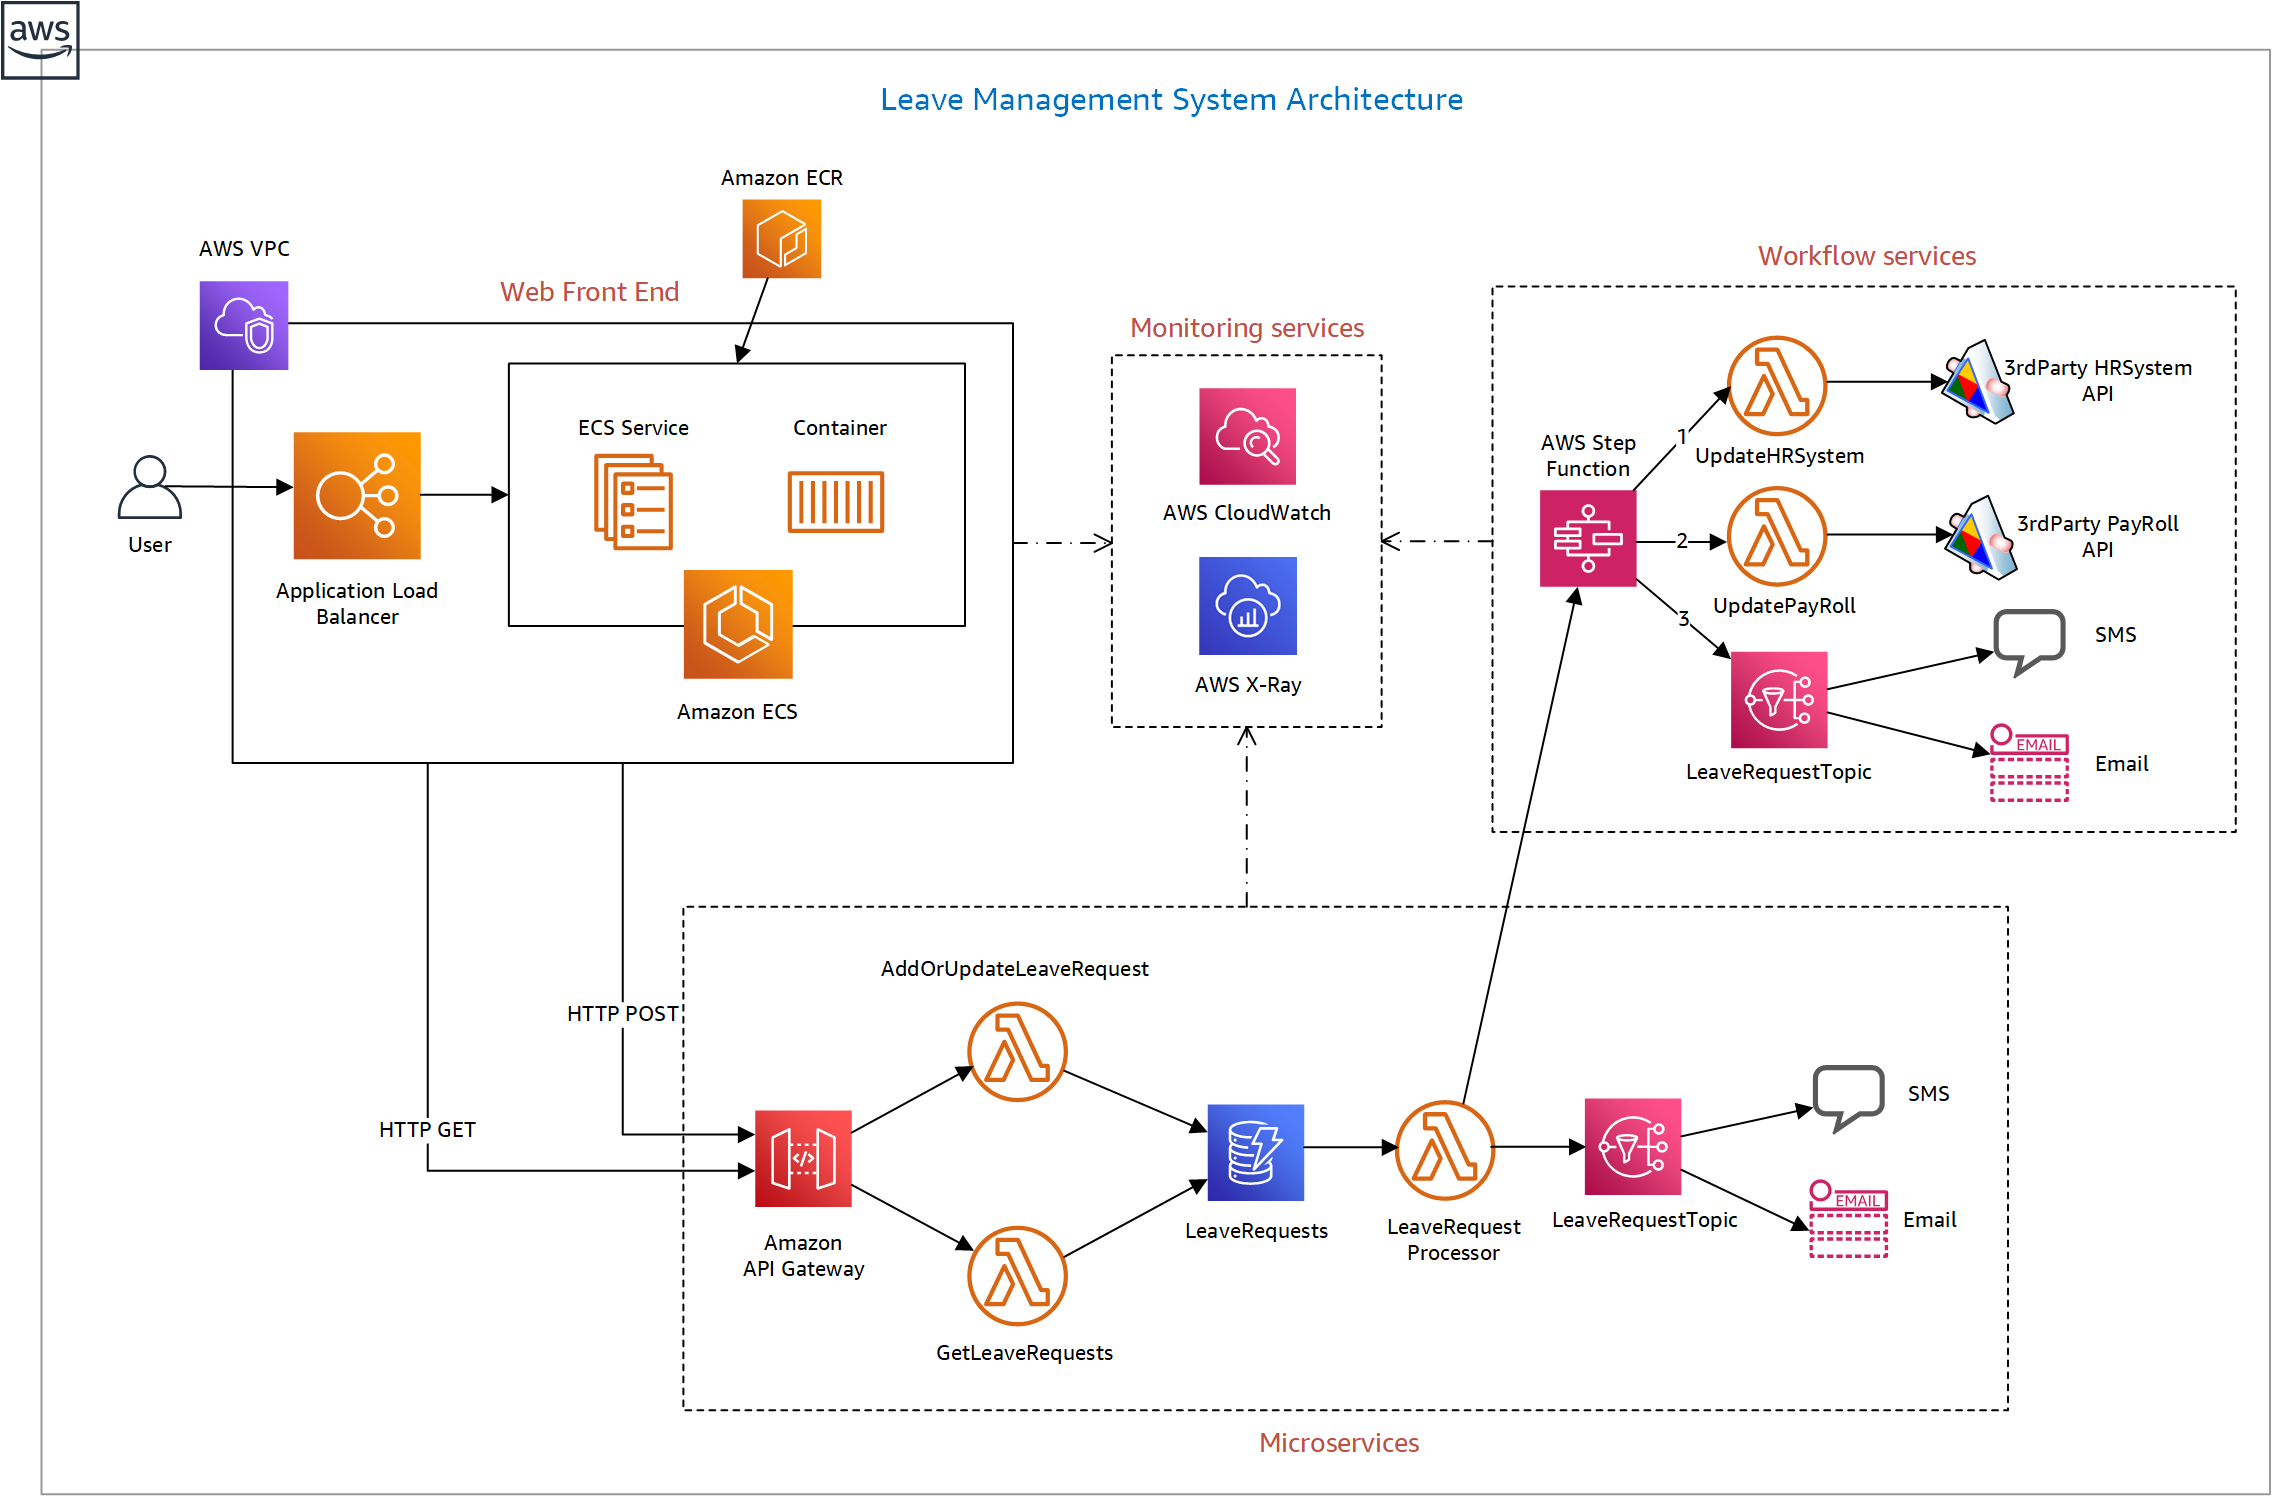 aws
Leave Management System Architecture
Amazon ECR
AWS VPC
Web Front End
ECS Service
Container
User
Application Load
Balancer
Amazon ECS
Monitoring services
AWS CloudWatch
AWS X-Ray
Workflow services
AWS Step
Function
1
UpdateHRSystem
3rdParty HRSystem
API
2
UpdatePayRoll
3rdParty PayRoll
API
3
LeaveRequestTopic
SMS
EMAIL
Email
HTTP POST
HTTP GET
AddOrUpdateLeaveRequest
</>
Amazon
API Gateway
GetLeaveRequests
LeaveRequests
LeaveRequest
Processor
LeaveRequestTopic
SMS
EMAIL
Email
Microservices